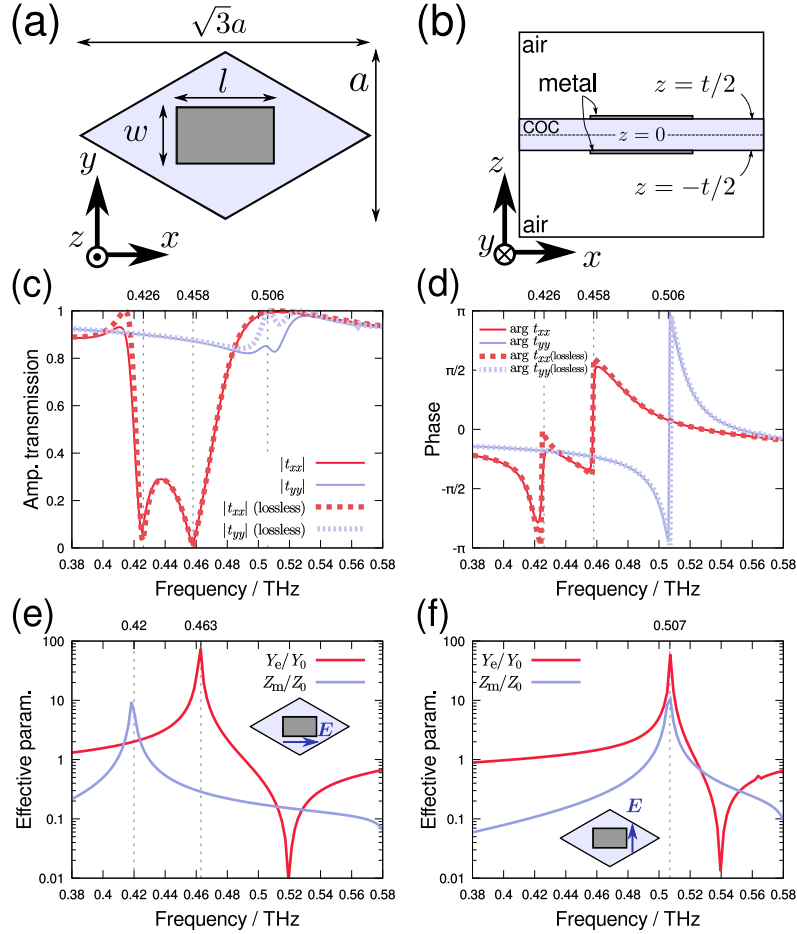 (a)
√3a
l
w
a
y
z
x
(b)
air
metal
z = t/2
COC
z = 0
z = −t/2
z
air
y
x
(c)
0.426 0.458 0.506
Amp. transmission
1
0.8
0.6
0.4
0.2
0
|t_xx|
|t_yy|
|t_xx| (lossless)
|t_yy| (lossless)
0.38 0.4 0.42 0.44 0.46 0.48 0.5 0.52 0.54 0.56 0.58
Frequency / THz
(d)
0.426 0.458 0.506
Phase
π
π/2
0
-π/2
-π
arg t_xx
arg t_yy
arg t_xx(lossless)
arg t_yy(lossless)
0.38 0.4 0.42 0.44 0.46 0.48 0.5 0.52 0.54 0.56 0.58
Frequency / THz
(e)
0.42 0.463
Effective param.
100
10
1
0.1
0.01
Y_e/Y_0
Z_m/Z_0
E
0.38 0.4 0.42 0.44 0.46 0.48 0.5 0.52 0.54 0.56 0.58
Frequency / THz
(f)
0.507
Effective param.
100
10
1
0.1
0.01
Y_e/Y_0
Z_m/Z_0
E
0.38 0.4 0.42 0.44 0.46 0.48 0.5 0.52 0.54 0.56 0.58
Frequency / THz